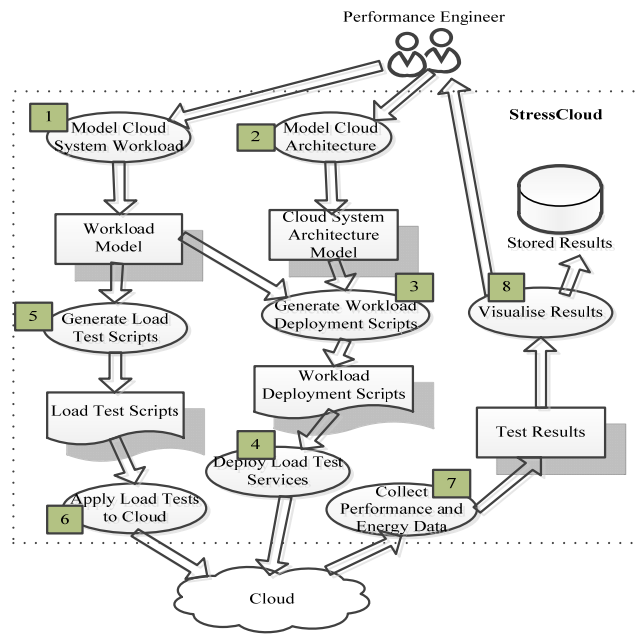 Performance Engineer
StressCloud
1
Model Cloud
System Workload
2
Model Cloud
Architecture
Stored Results
Workload
Model
Cloud System
Architecture
Model
3
Generate Workload
Deployment Scripts
8
Visualise Results
5
Generate Load
Test Scripts
Workload
Deployment Scripts
Load Test Scripts
Test Results
4
Deploy Load Test
Services
7
Collect
Performance and
Energy Data
Apply Load Tests
to Cloud
6
Cloud